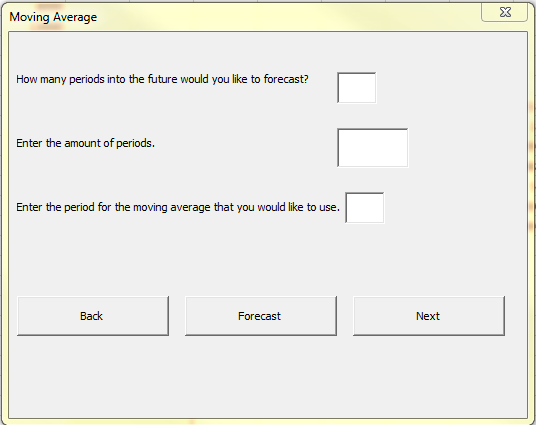 Moving Average
How many periods into the future would you like to forecast?
Enter the amount of periods.
Enter the period for the moving average that you would like to use.
Back
Forecast
Next